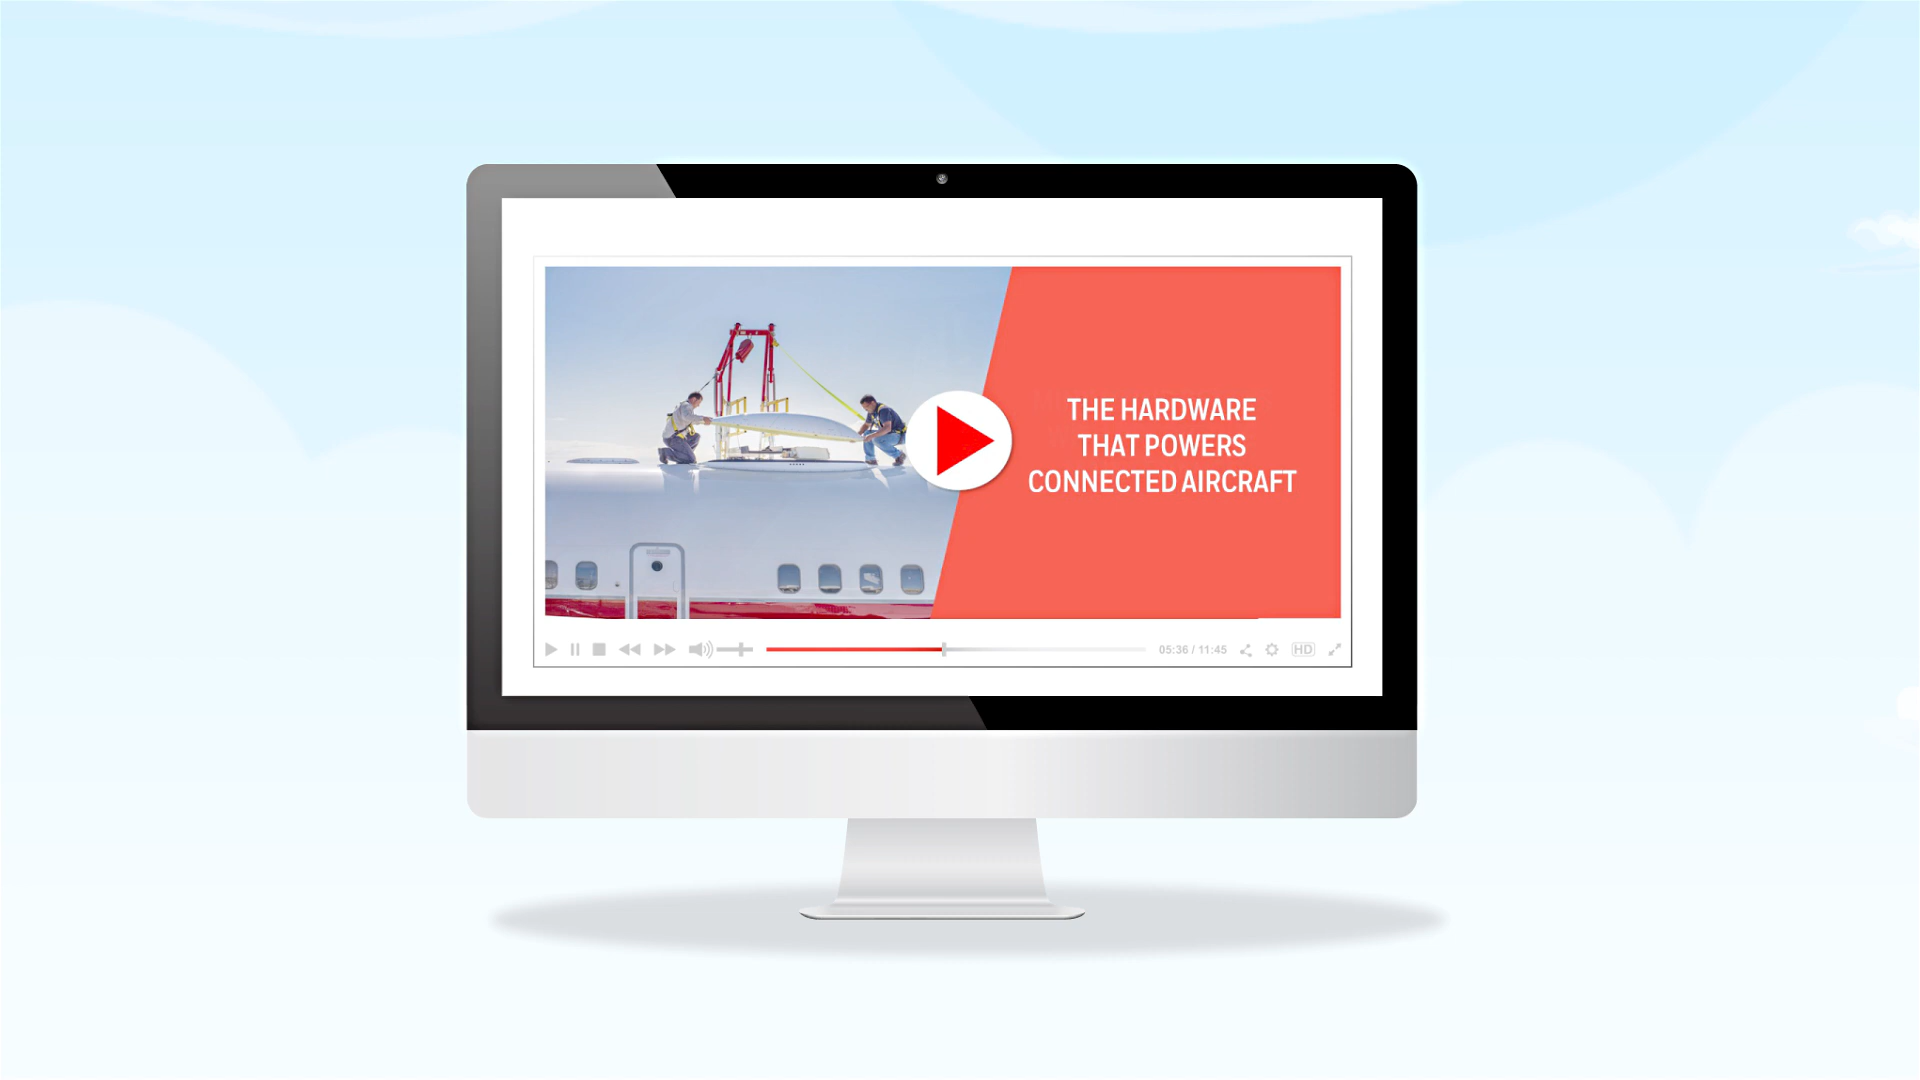 THE HARDWARE
THAT POWERS
CONNECTED AIRCRAFT
05:36 / 11:45
HD